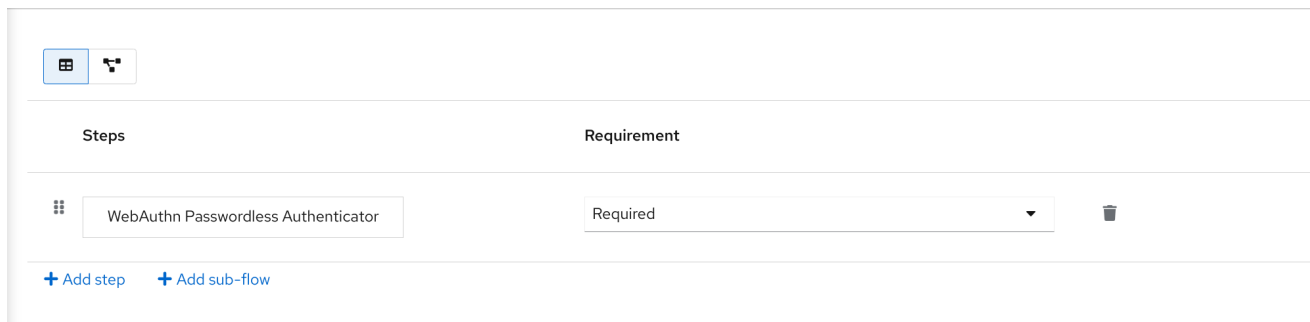 Steps Requirement
WebAuthn Passwordless Authenticator Required
Add step Add sub-flow